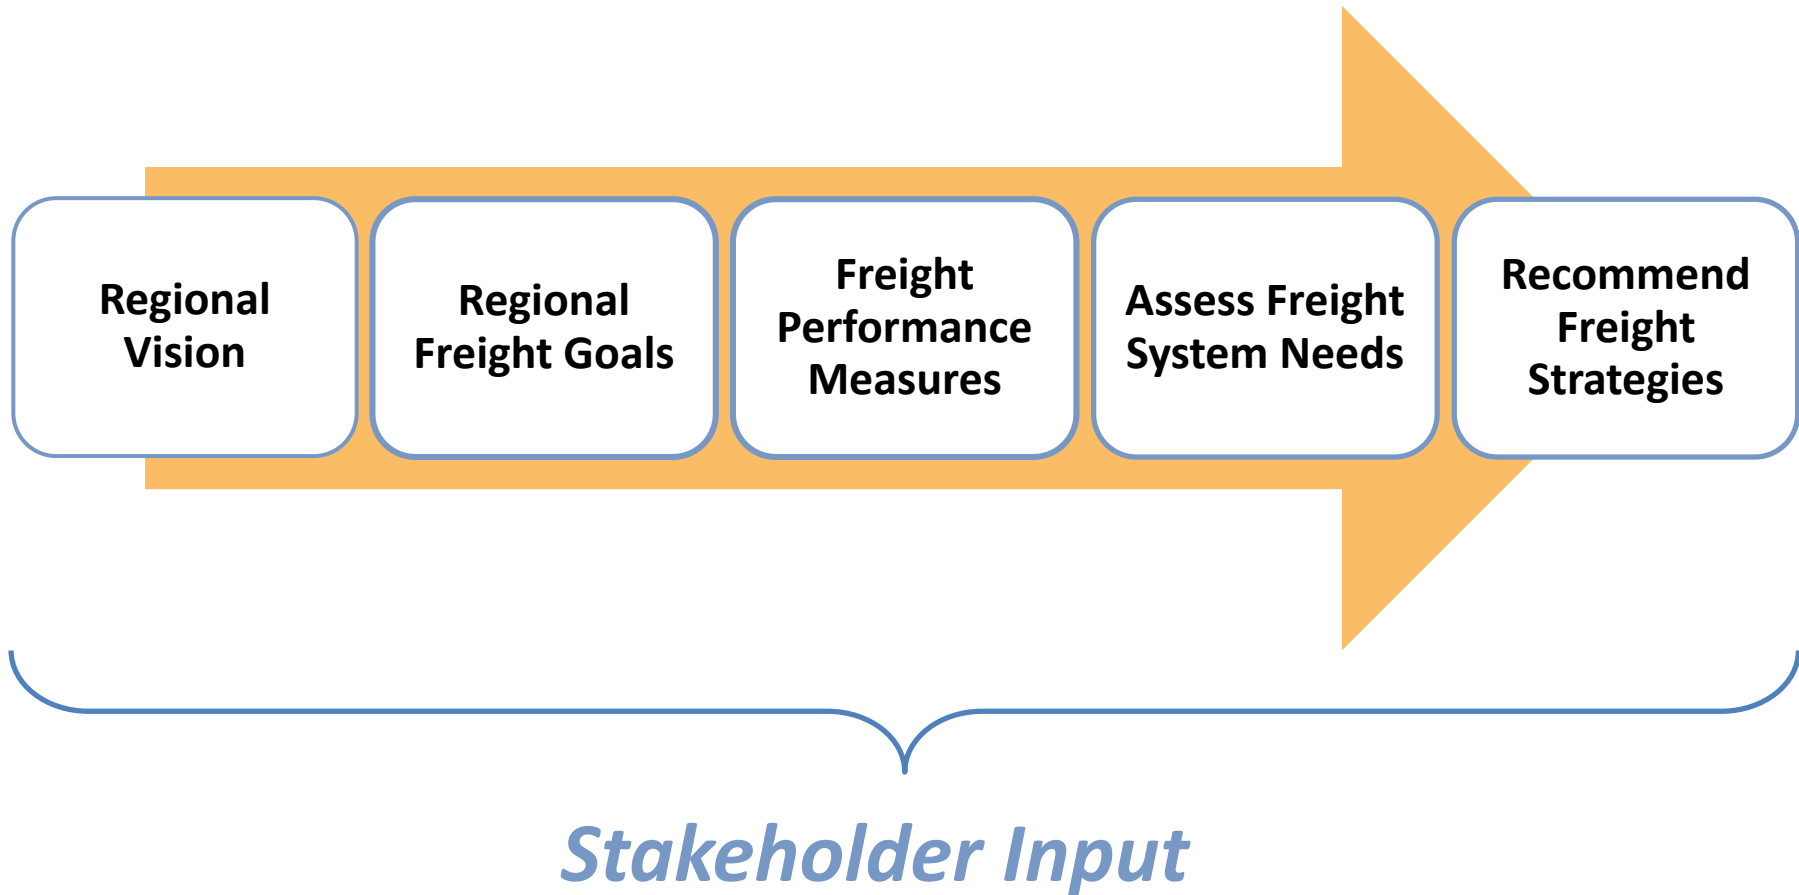 Regional
Vision
Regional
Freight Goals
Freight
Performance
Measures
Assess Freight
System Needs
Recommend
Freight
Strategies
Stakeholder Input